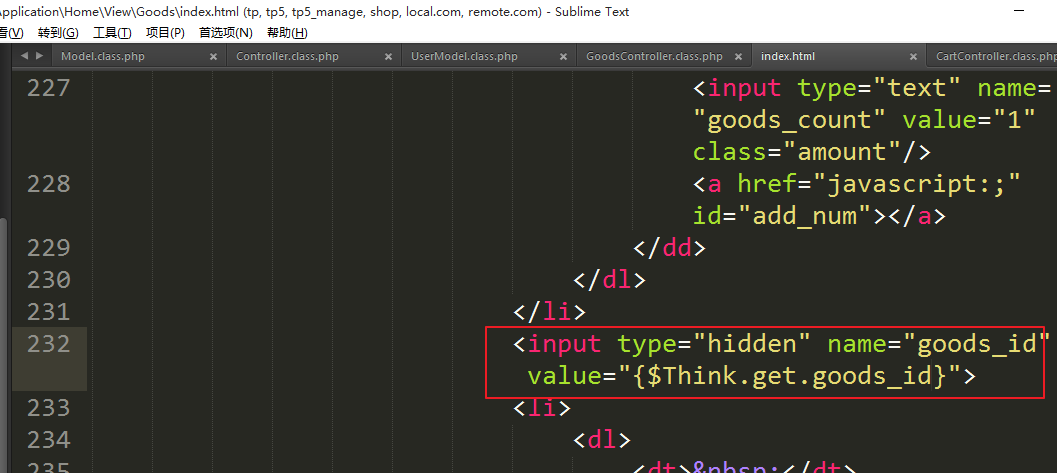 Application\Home\View\Goods\index.html (tp, tp5, tp5_manage, shop, local.com, remote.com) - Sublime Text
看(V) 转到(G) 工具(T) 项目(P) 首选项(N) 帮助(H)
Model.class.php × Controller.class.php × UserModel.class.php × GoodsController.class.php × index.html × CartController.class.php
227 <input type="text" name=
"goods_count" value="1"
class="amount"/>
228 <a href="javascript:;"
id="add_num"></a>
229 </dd>
230 </dl>
231 </li>
232 <input type="hidden" name="goods_id"
value="{$Think.get.goods_id}">
233 <li>
234 <dl>
235 <dt>&nbsp;</dt>